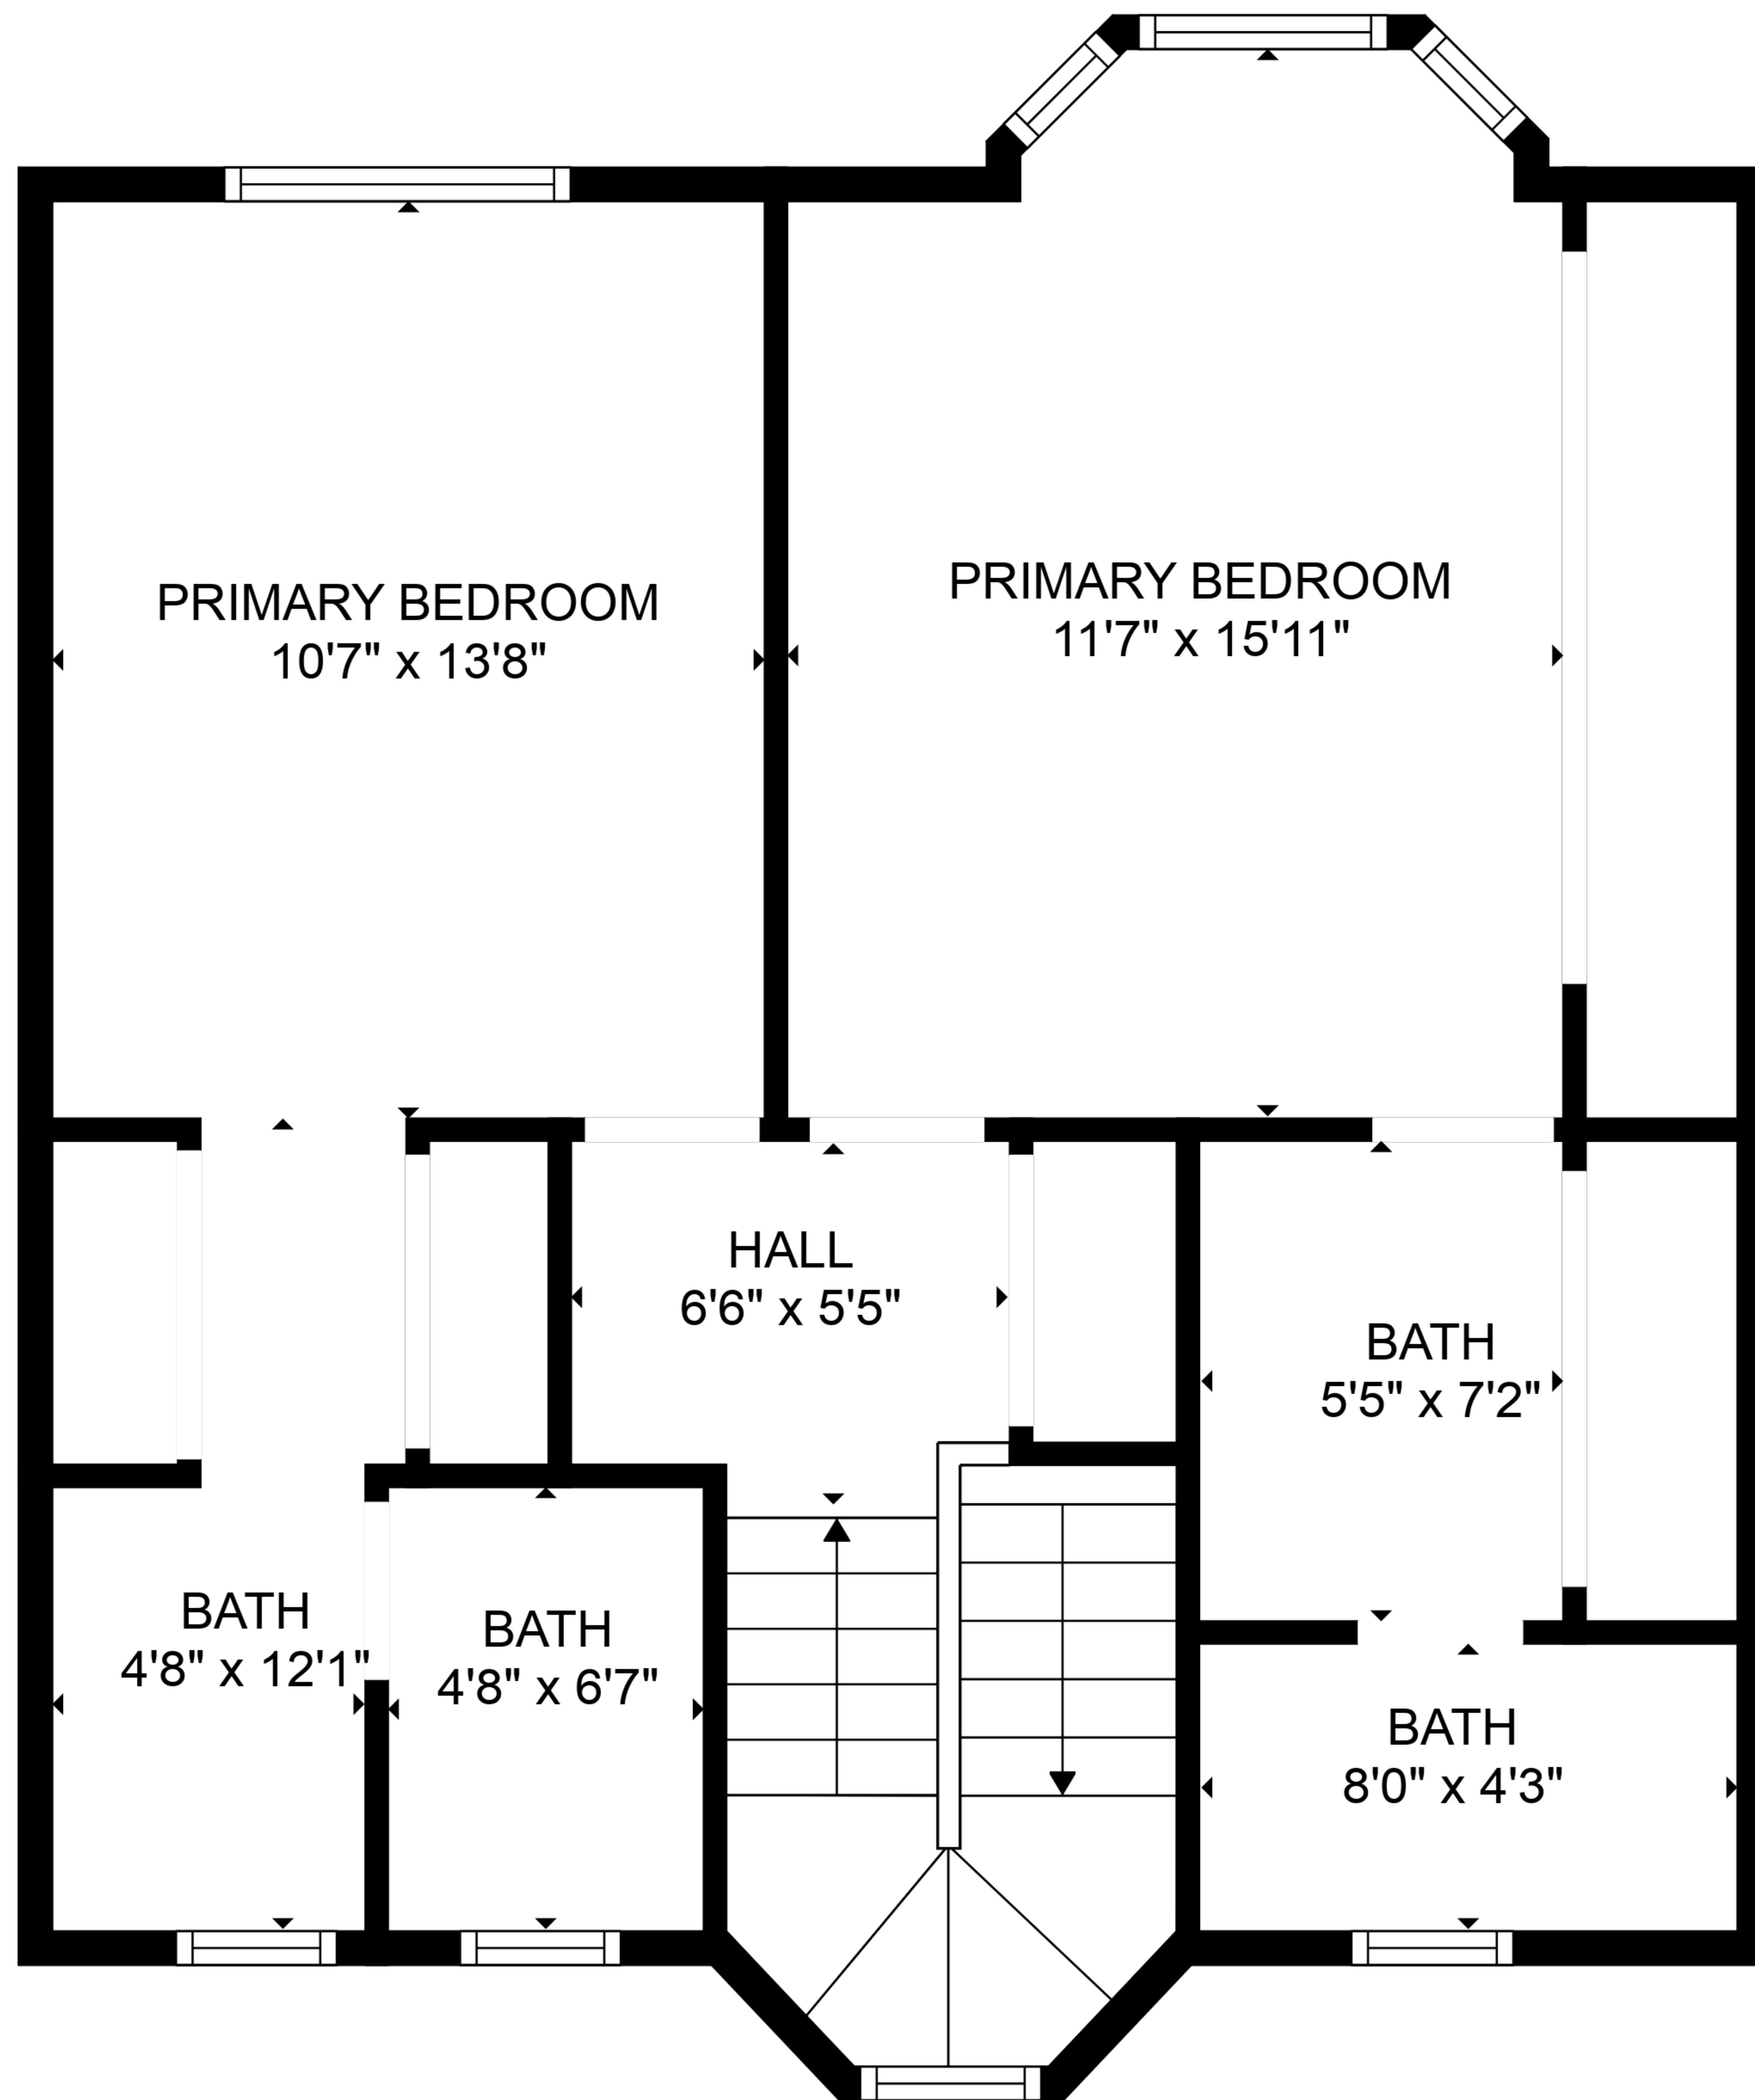 PRIMARY BEDROOM
10'7" x 13'8"
PRIMARY BEDROOM
11'7" x 15'11"
HALL
6'6" x 5'5"
BATH
5'5" x 7'2"
BATH
4'8" x 12'1"
BATH
4'8" x 6'7"
BATH
8'0" x 4'3"